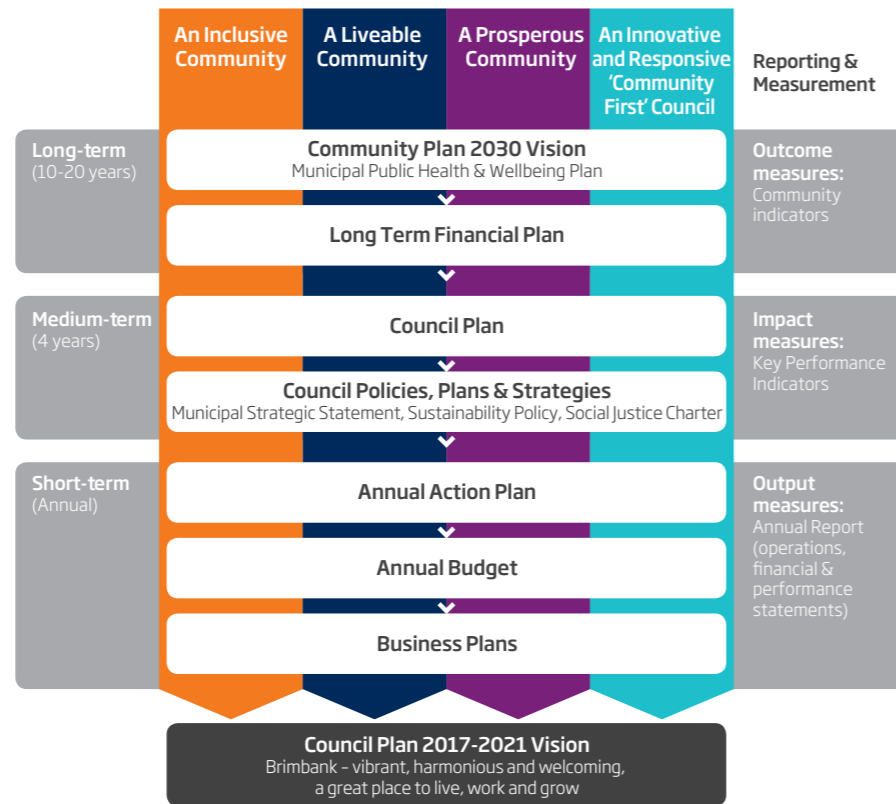 An Inclusive
Community
A Liveable
Community
A Prosperous
Community
An Innovative
and Responsive
‘Community
First’ Council
Reporting &
Measurement
Long-term
(10-20 years)
Community Plan 2030 Vision
Municipal Public Health & Wellbeing Plan
Long Term Financial Plan
Outcome
measures:
Community
indicators
Medium-term
(4 years)
Council Plan
Council Policies, Plans & Strategies
Municipal Strategic Statement, Sustainability Policy, Social Justice Charter
Impact
measures:
Key Performance
Indicators
Short-term
(Annual)
Annual Action Plan
Annual Budget
Business Plans
Output
measures:
Annual Report
(operations,
financial &
performance
statements)
Council Plan 2017-2021 Vision
Brimbank – vibrant, harmonious and welcoming,
a great place to live, work and grow